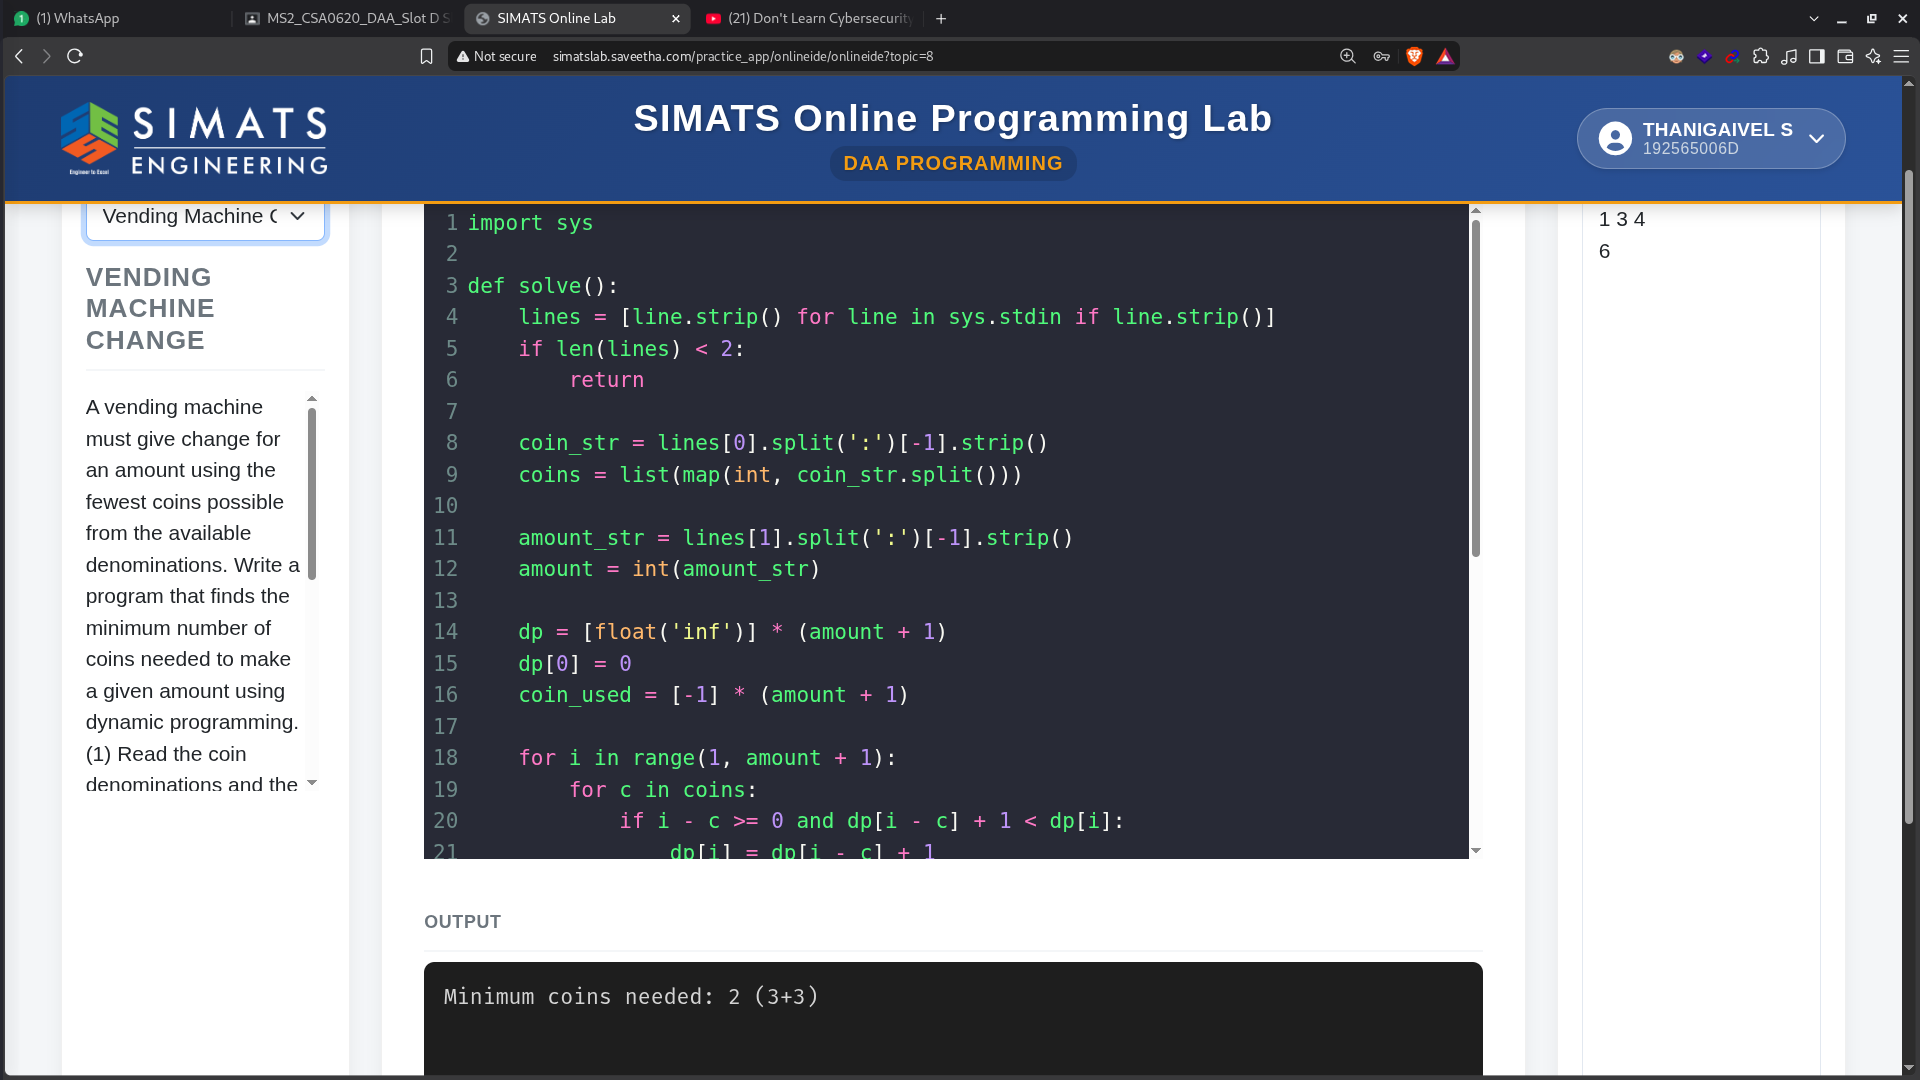 (1) WhatsApp
MS2_CSA0620_DAA_Slot D S
SIMATS Online Lab
(21) Don't Learn Cybersecurity
Not secure
simatslab.saveetha.com/practice_app/onlineide/onlineide?topic=8
SIMATS
ENGINEERING
Engineer to Excel
SIMATS Online Programming Lab
DAA PROGRAMMING
THANIGAIVEL S
192565006D
Vending Machine C
VENDING
MACHINE
CHANGE
A vending machine
must give change for
an amount using the
fewest coins possible
from the available
denominations. Write a
program that finds the
minimum number of
coins needed to make
a given amount using
dynamic programming.
(1) Read the coin
denominations and the
1 import sys
2
3 def solve():
4     lines = [line.strip() for line in sys.stdin if line.strip()]
5     if len(lines) < 2:
6         return
7
8     coin_str = lines[0].split(':')[-1].strip()
9     coins = list(map(int, coin_str.split()))
10
11     amount_str = lines[1].split(':')[-1].strip()
12     amount = int(amount_str)
13
14     dp = [float('inf')] * (amount + 1)
15     dp[0] = 0
16     coin_used = [-1] * (amount + 1)
17
18     for i in range(1, amount + 1):
19         for c in coins:
20             if i - c >= 0 and dp[i - c] + 1 < dp[i]:
21                 dp[i] = dp[i - c] + 1
OUTPUT
Minimum coins needed: 2 (3+3)
1 3 4
6